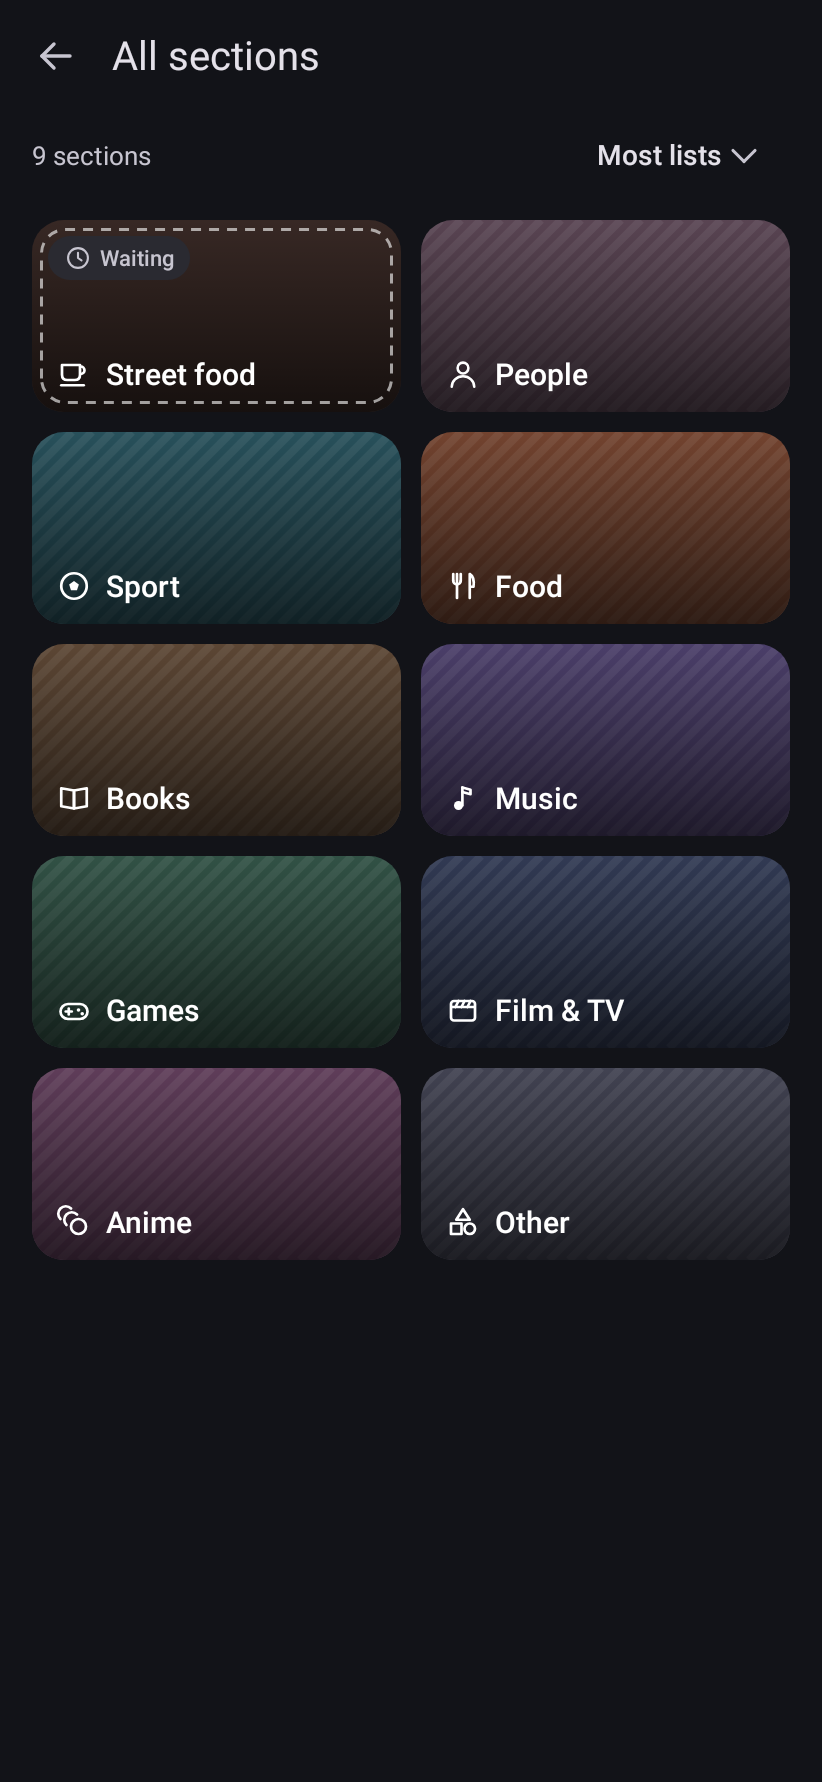 All sections
9 sections
Most lists
Waiting
Street food
People
Sport
Food
Books
Music
Games
Film & TV
Anime
Other